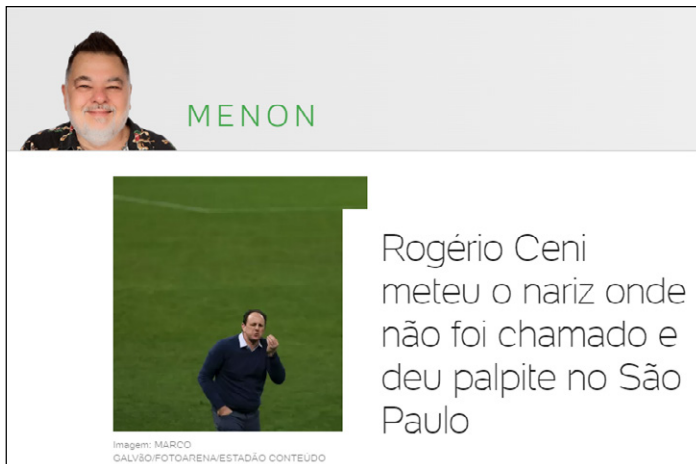 MENON
Rogério Ceni
meteu o nariz onde
não foi chamado e
deu palpite no São
Paulo
Imagem: MARCO
GALVãO/FOTOARENA/ESTADÃO CONTEÚDO